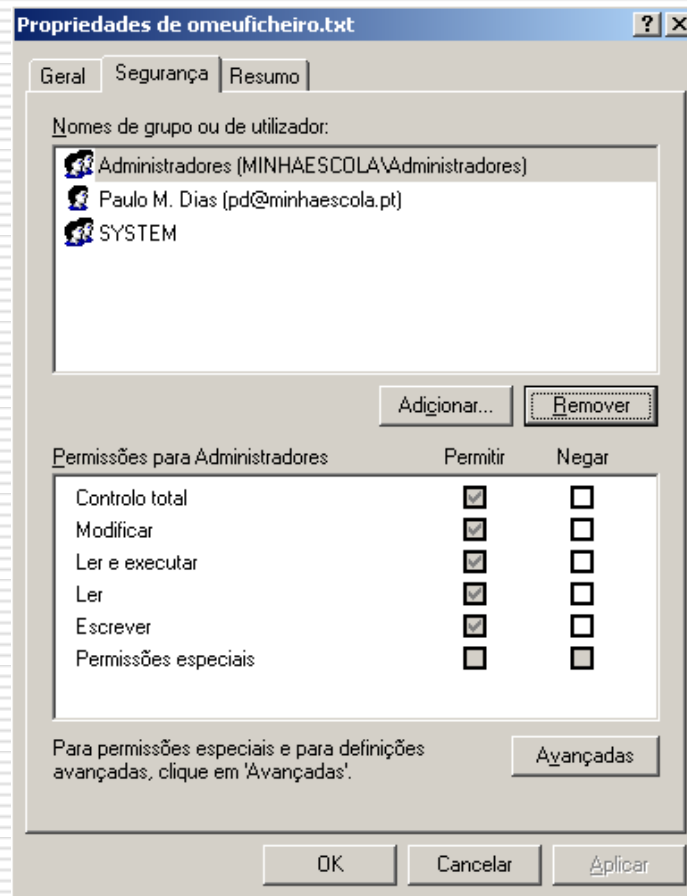 Propriedades de omeuficheiro.txt
Geral Segurança Resumo
Nomes de grupo ou de utilizador:
Administradores (MINHAESCOLA\Administradores)
Paulo M. Dias (pd@minhaescola.pt)
SYSTEM
Adicionar... Remover
Permissões para Administradores Permitir Negar
Controlo total
Modificar
Ler e executar
Ler
Escrever
Permissões especiais
Para permissões especiais e para definições
avançadas, clique em 'Avançadas'.
Avançadas
OK Cancelar Aplicar